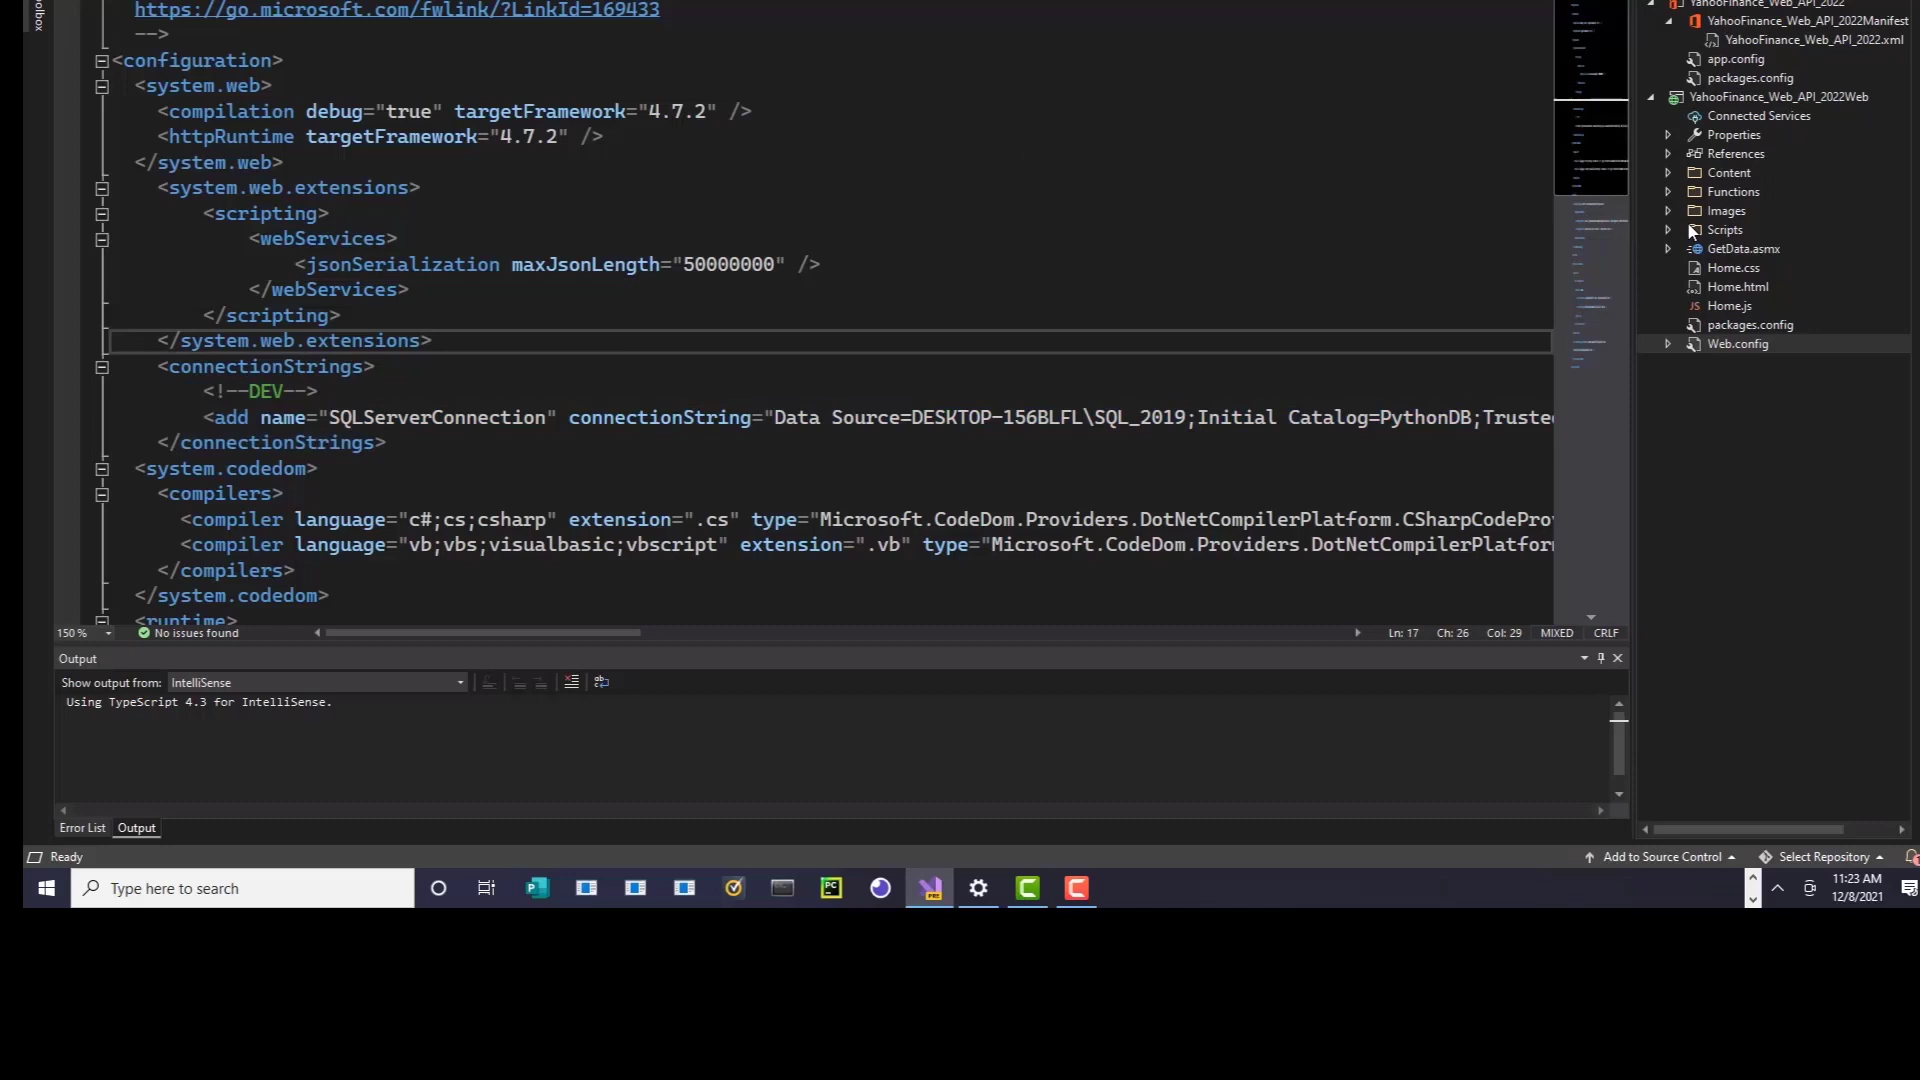 https://go.microsoft.com/fwlink/?LinkId=169433
-->
<configuration>
<system.web>
<compilation debug="true" targetFramework="4.7.2" />
<httpRuntime targetFramework="4.7.2" />
</system.web>
<system.web.extensions>
<scripting>
<webServices>
<jsonSerialization maxJsonLength="50000000" />
</webServices>
</scripting>
</system.web.extensions>
<connectionStrings>
<!--DEV-->
<add name="SQLServerConnection" connectionString="Data Source=DESKTOP-156BLFL\SQL_2019;Initial Catalog=PythonDB;Truste
</connectionStrings>
<system.codedom>
<compilers>
<compiler language="c#;cs;csharp" extension=".cs" type="Microsoft.CodeDom.Providers.DotNetCompilerPlatform.CSharpCodePro
<compiler language="vb;vbs;visualbasic;vbscript" extension=".vb" type="Microsoft.CodeDom.Providers.DotNetCompilerPlatform
</compilers>
</system.codedom>
<runtime>
150 % No issues found Ln: 17 Ch: 26 Col: 29 MIXED CRLF
Output
Show output from: IntelliSense
Using TypeScript 4.3 for IntelliSense.
Error List Output
Ready Add to Source Control Select Repository
YahooFinance_Web_API_2022
YahooFinance_Web_API_2022Manifest
YahooFinance_Web_API_2022.xml
app.config
packages.config
YahooFinance_Web_API_2022Web
Connected Services
Properties
References
Content
Functions
Images
Scripts
GetData.asmx
Home.css
Home.html
JS Home.js
packages.config
Web.config
Type here to search
11:23 AM
12/8/2021